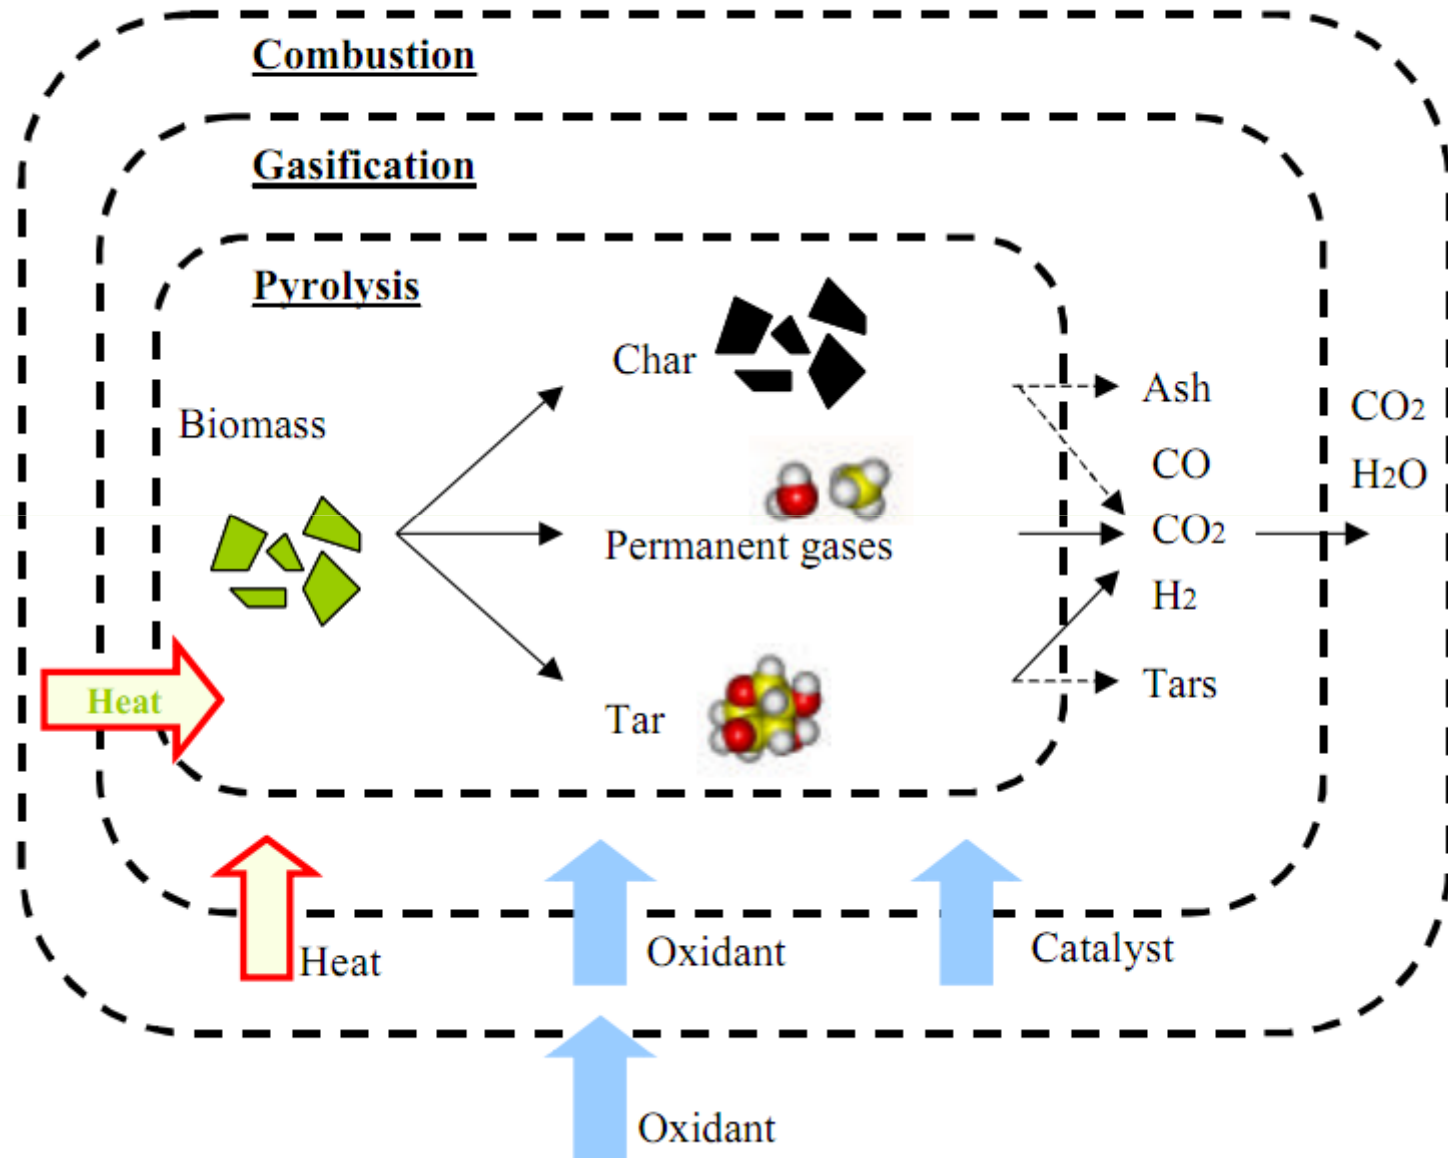 Combustion
Gasification
Pyrolysis
Char
Biomass
Permanent gases
Tar
Ash
CO
CO2
H2
Tars
CO2
H2O
Heat
Heat
Oxidant
Catalyst
Oxidant